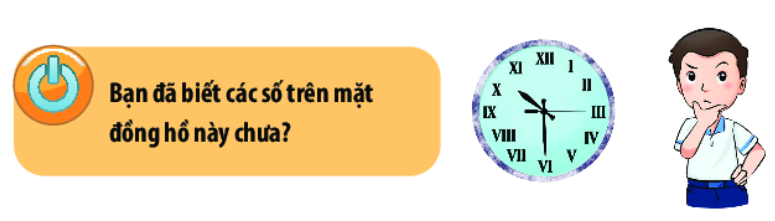 Bạn đã biết các số trên mặt
đồng hồ này chưa?
XII
I
II
III
IV
V
VI
VII
VIII
IX
X
XI